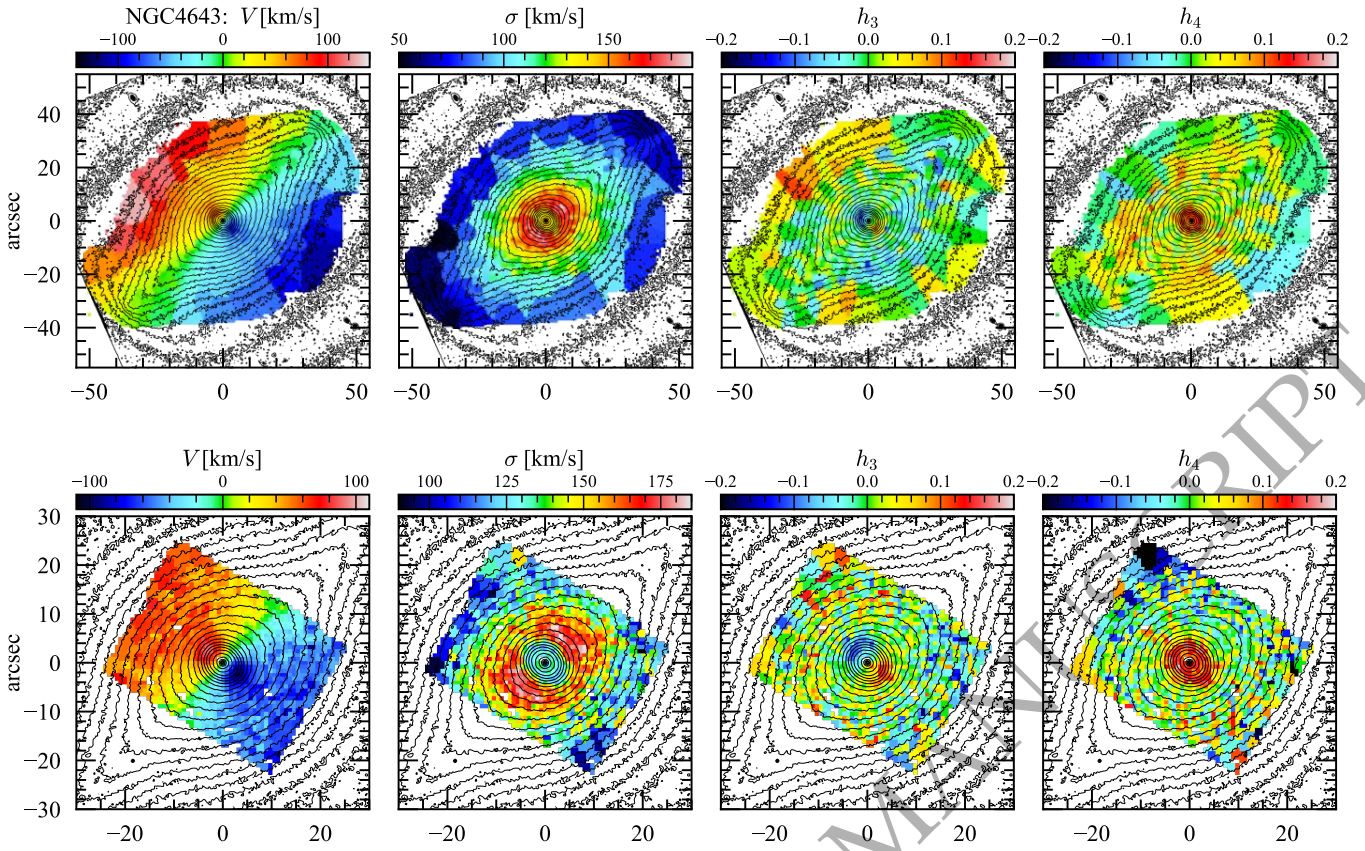 NGC4643: V [km/s] σ [km/s] h3 h4
−100 0 100 50 100 150 −0.2 −0.1 0.0 0.1 0.2 −0.2 −0.1 0.0 0.1 0.2
40
20
arcsec 0
−20
−40
−50 0 50 −50 0 50 −50 0 50 −50 0 50
V [km/s] σ [km/s] h3 h4
−100 0 100 100 125 150 175 −0.2 −0.1 0.0 0.1 0.2 −0.2 −0.1 0.0 0.1 0.2
30
20
10
arcsec 0
−10
−20
−30
−20 0 20 −20 0 20 −20 0 20 −20 0 20
MANUSCRIPT